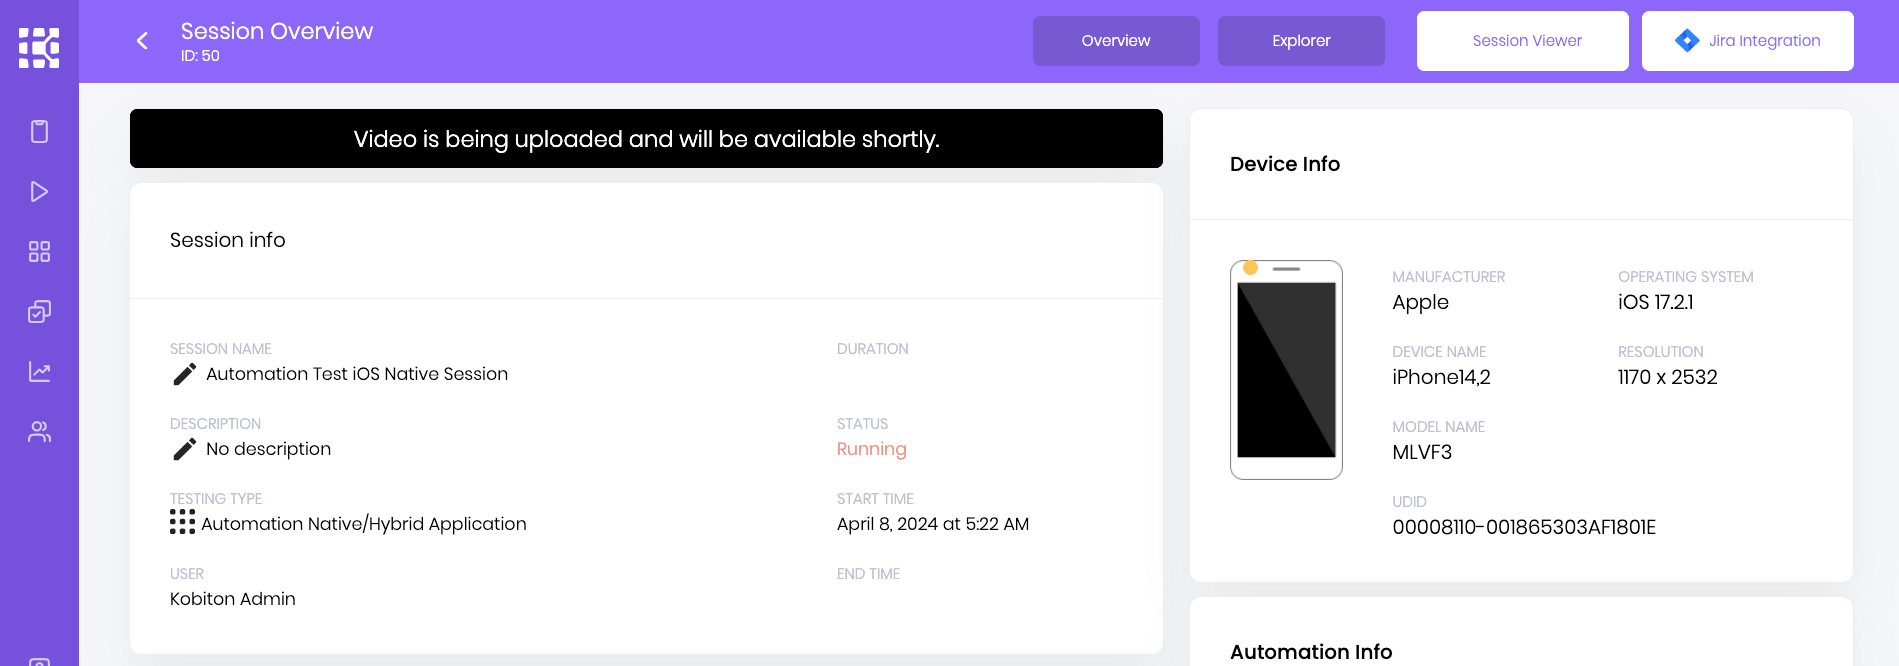 Session Overview
ID: 50
Overview
Explorer
Session Viewer
Jira Integration
Video is being uploaded and will be available shortly.
Session info
SESSION NAME
Automation Test iOS Native Session
DURATION
DESCRIPTION
No description
STATUS
Running
TESTING TYPE
Automation Native/Hybrid Application
START TIME
April 8, 2024 at 5:22 AM
USER
Kobiton Admin
END TIME
Device Info
MANUFACTURER
Apple
OPERATING SYSTEM
iOS 17.2.1
DEVICE NAME
iPhone14,2
RESOLUTION
1170 x 2532
MODEL NAME
MLVF3
UDID
00008110-001865303AF1801E
Automation Info